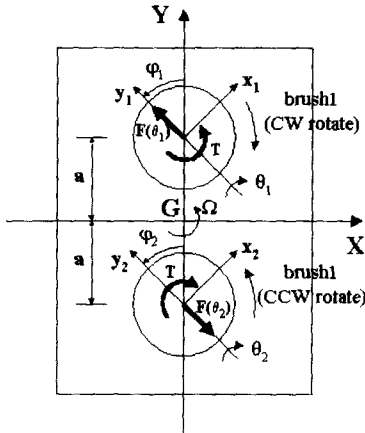 Y
φ₁
y₁
x₁
brush1
(CW rotate)
F(θ₁)
T
θ₁
a
G
Ω
X
φ₂
y₂
x₂
a
T
brush1
(CCW rotate)
F(θ₂)
θ₂